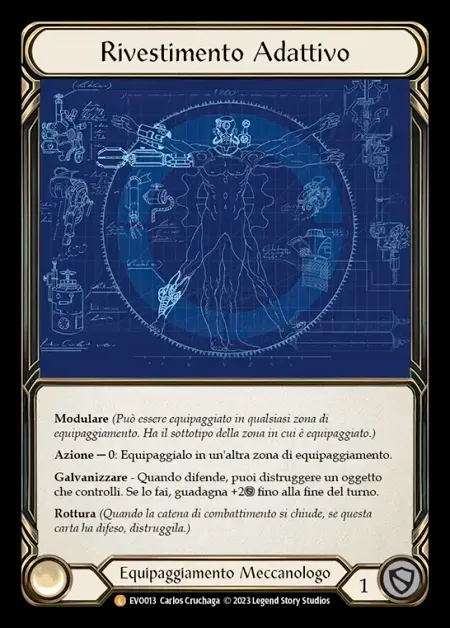 Rivestimento Adattivo
Modulare (Può essere equipaggiato in qualsiasi zona di
equipaggiamento. Ha il sottotipo della zona in cui è equipaggiato.)
Azione — 0: Equipaggialo in un'altra zona di equipaggiamento.
Galvanizzare - Quando difende, puoi distruggere un oggetto
che controlli. Se lo fai, guadagna +2 fino alla fine del turno.
Rottura (Quando la catena di combattimento si chiude, se questa
carta ha difeso, distruggila.)
Equipaggiamento Meccanologo
1
L EVO013 Carlos Cruchaga © 2023 Legend Story Studios